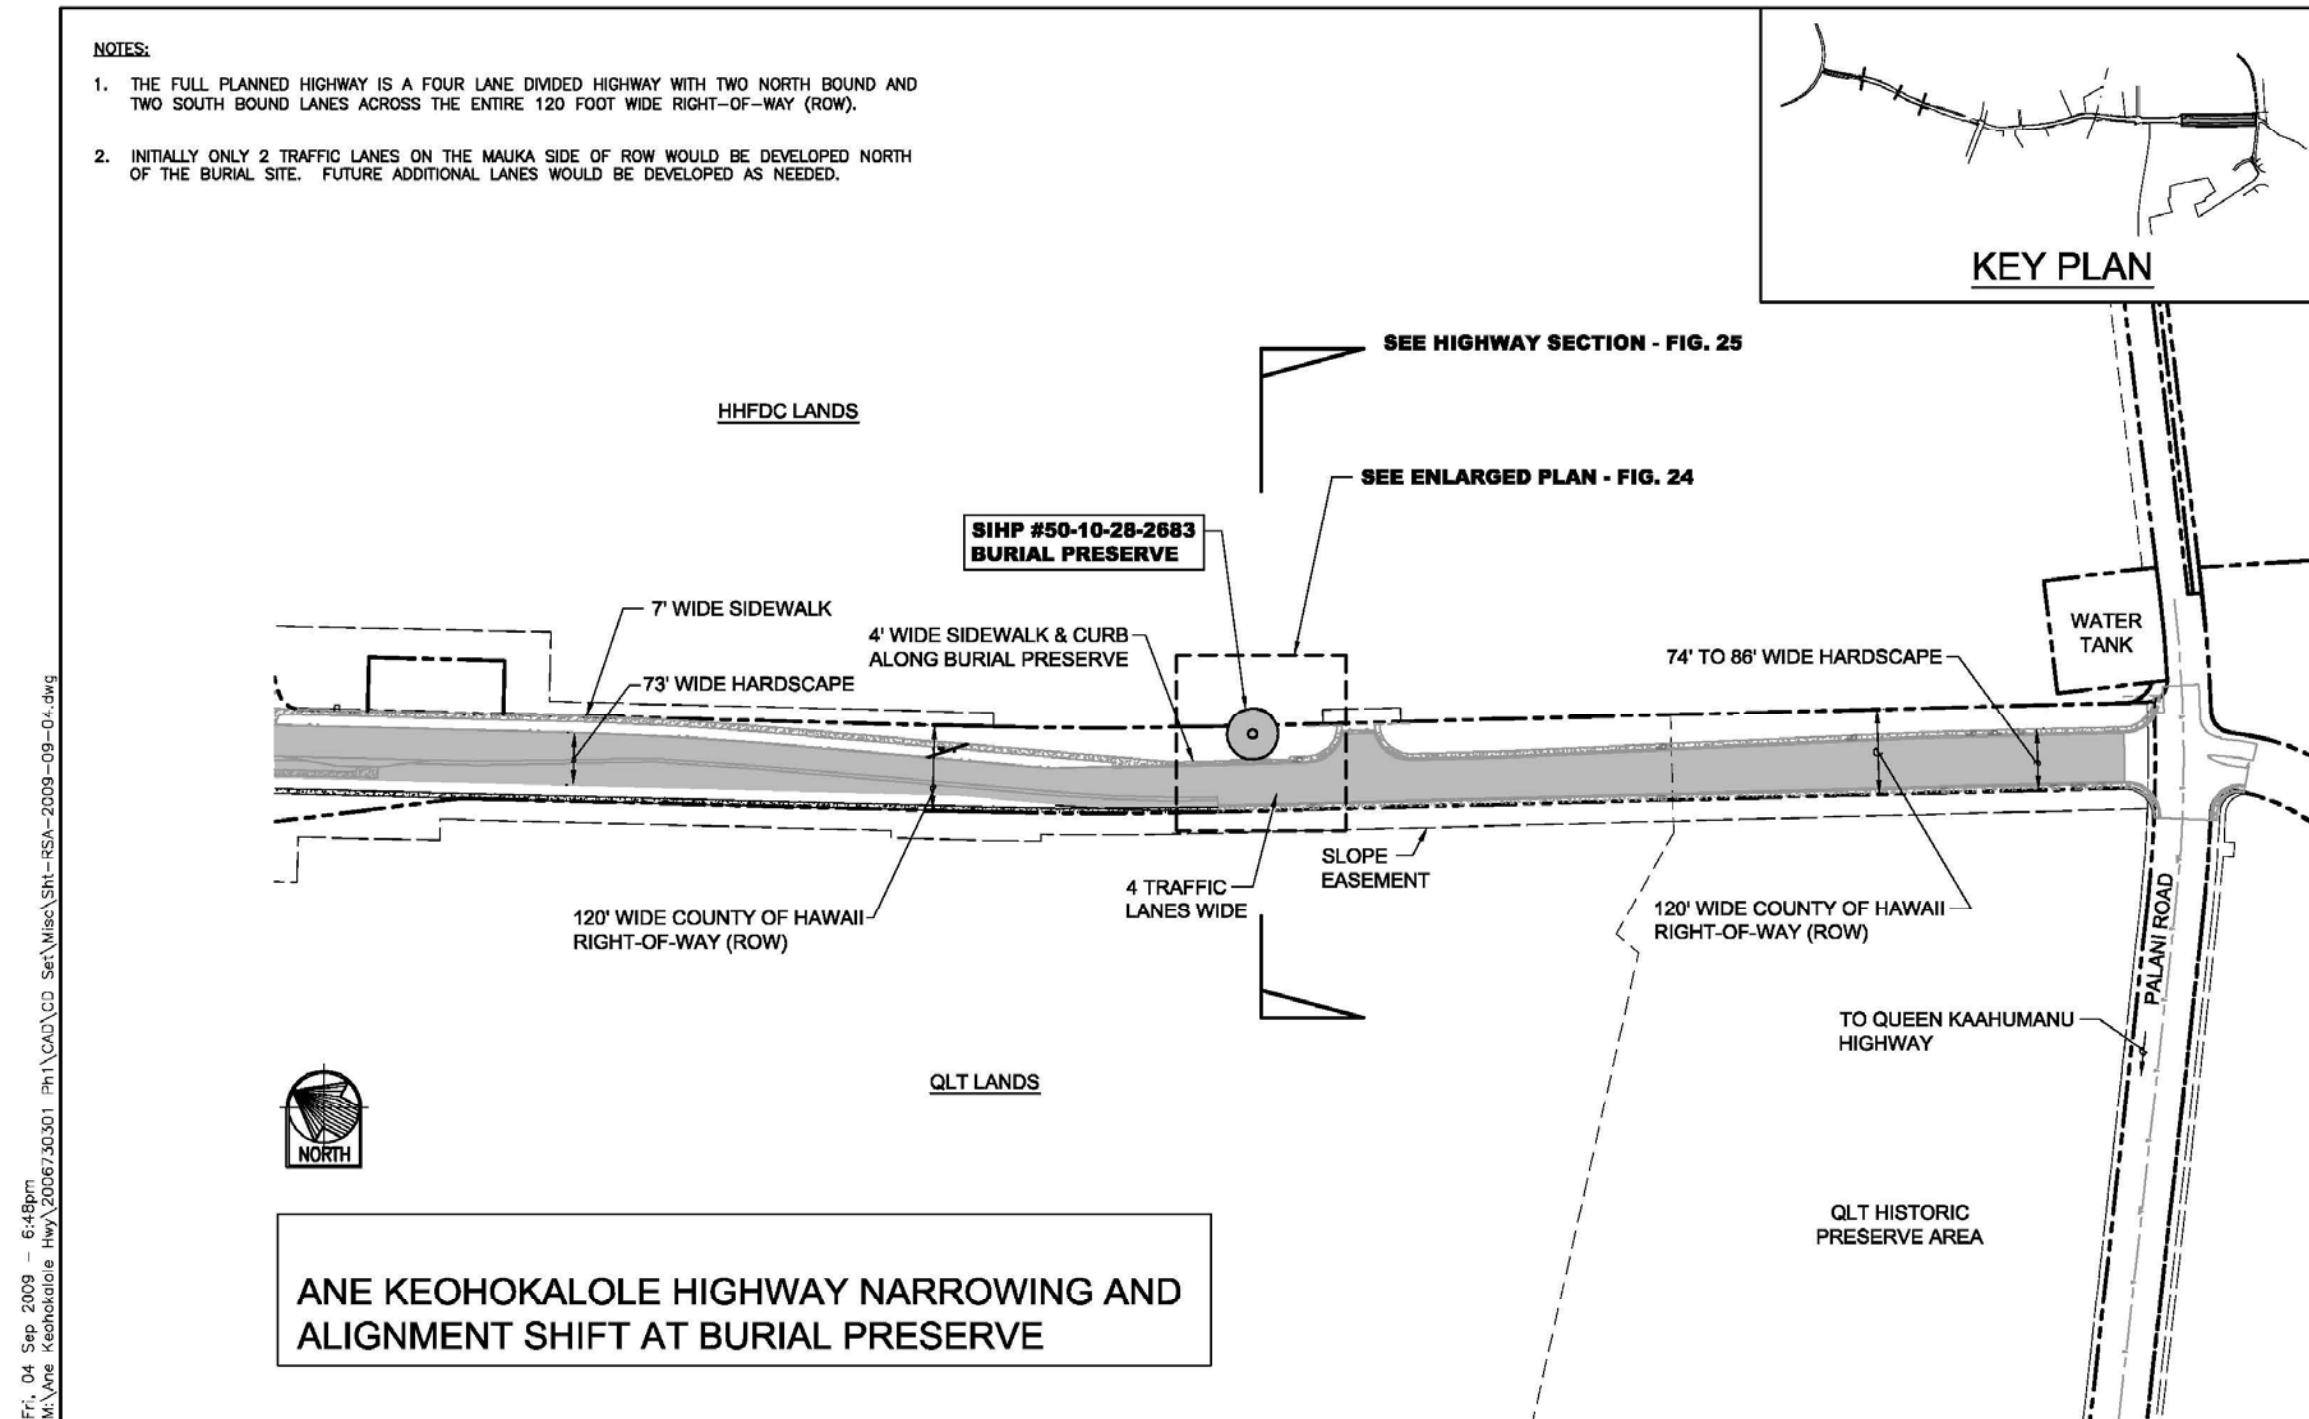 NOTES:
1. THE FULL PLANNED HIGHWAY IS A FOUR LANE DIVIDED HIGHWAY WITH TWO NORTH BOUND AND
TWO SOUTH BOUND LANES ACROSS THE ENTIRE 120 FOOT WIDE RIGHT-OF-WAY (ROW).
2. INITIALLY ONLY 2 TRAFFIC LANES ON THE MAUKA SIDE OF ROW WOULD BE DEVELOPED NORTH
OF THE BURIAL SITE. FUTURE ADDITIONAL LANES WOULD BE DEVELOPED AS NEEDED.
KEY PLAN
SEE HIGHWAY SECTION - FIG. 25
HHFDC LANDS
SEE ENLARGED PLAN - FIG. 24
SIHP #50-10-28-2683
BURIAL PRESERVE
7' WIDE SIDEWALK
4' WIDE SIDEWALK & CURB
ALONG BURIAL PRESERVE
73' WIDE HARDSCAPE
74' TO 86' WIDE HARDSCAPE
WATER
TANK
SLOPE
EASEMENT
4 TRAFFIC
LANES WIDE
120' WIDE COUNTY OF HAWAII
RIGHT-OF-WAY (ROW)
120' WIDE COUNTY OF HAWAII
RIGHT-OF-WAY (ROW)
PALANI ROAD
TO QUEEN KAAHUMANU
HIGHWAY
QLT LANDS
NORTH
QLT HISTORIC
PRESERVE AREA
ANE KEOHOKALOLE HIGHWAY NARROWING AND
ALIGNMENT SHIFT AT BURIAL PRESERVE
Fri, 04 Sep 2009 - 6:48pm
M:\Ane Keohokalole Hwy\2006730301 Ph1\CAD\CD Set\Misc\Sht-RSA-2009-09-04.dwg